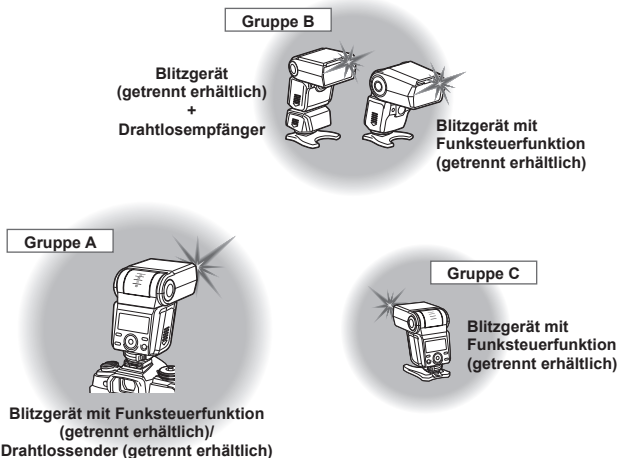 Gruppe B
Blitzgerät
(getrennt erhältlich)
+
Drahtlosempfänger
Blitzgerät mit
Funksteuerfunktion
(getrennt erhältlich)
Gruppe A
Blitzgerät mit Funksteuerfunktion
(getrennt erhältlich)/
Drahtlossender (getrennt erhältlich)
Gruppe C
Blitzgerät mit
Funksteuerfunktion
(getrennt erhältlich)